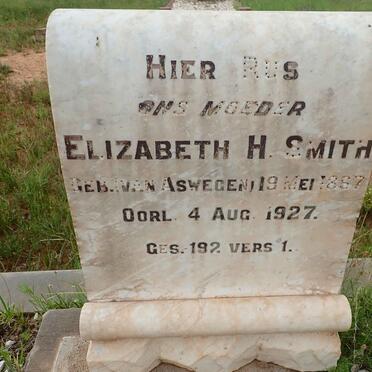 HIER RUS
ONS MOEDER
ELIZABETH H. SMITH
GEB. (VAN ASWEGEN) 19 MEI 1867
OORL. 4 AUG. 1927.
GES. 192 VERS 1.